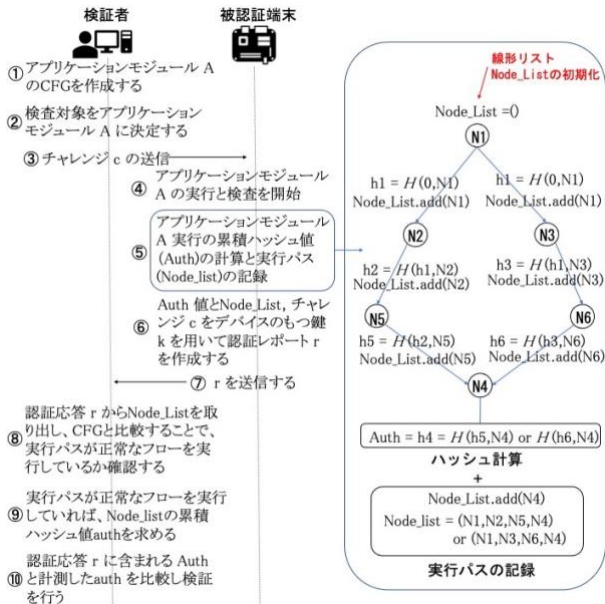 検証者
被認証端末
① アプリケーションモジュール A
のCFGを作成する
② 検査対象をアプリケーション
モジュール A に決定する
③ チャレンジ c の送信
④ アプリケーションモジュール
A の実行と検査を開始
⑤ アプリケーションモジュール
A 実行の累積ハッシュ値
(Auth)の計算と実行パス
(Node_list)の記録
⑥ Auth 値とNode_List, チャレ
ンジ c をデバイスのもつ鍵
k を用いて認証レポート r
を作成する
⑦ r を送信する
⑧ 認証応答 r からNode_Listを取
り出し、CFGと比較することで、
実行パスが正常なフローを実
行しているか確認する
⑨ 実行パスが正常なフローを実行
していれば、Node_listの累積
ハッシュ値authを求める
⑩ 認証応答 r に含まれる Auth
と計測したauth を比較し検証
を行う
線形リスト
Node_Listの初期化
Node_List =()
N1
h1 = H(0,N1)
Node_List.add(N1)
h1 = H(0,N1)
Node_List.add(N1)
N2
N3
h2 = H(h1,N2)
Node_List.add(N2)
h3 = H(h1,N3)
Node_List.add(N3)
N5
N6
h5 = H(h2,N5)
Node_List.add(N5)
h6 = H(h3,N6)
Node_List.add(N6)
N4
Auth = h4 = H(h5,N4) or H(h6,N4)
ハッシュ計算
+
Node_List.add(N4)
Node_list = (N1,N2,N5,N4)
or (N1,N3,N6,N4)
実行パスの記録